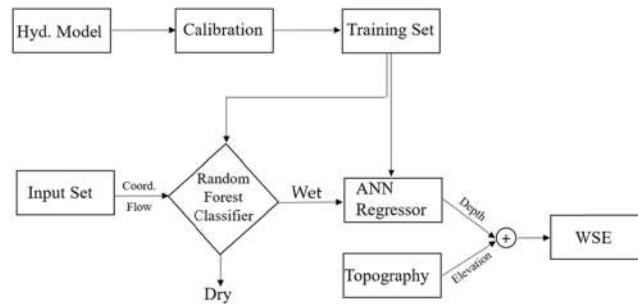 Hyd. Model
Calibration
Training Set
Input Set
Coord.
Flow
Random
Forest
Classifier
Wet
Dry
ANN
Regressor
Topography
Depth
Elevation
+
WSE